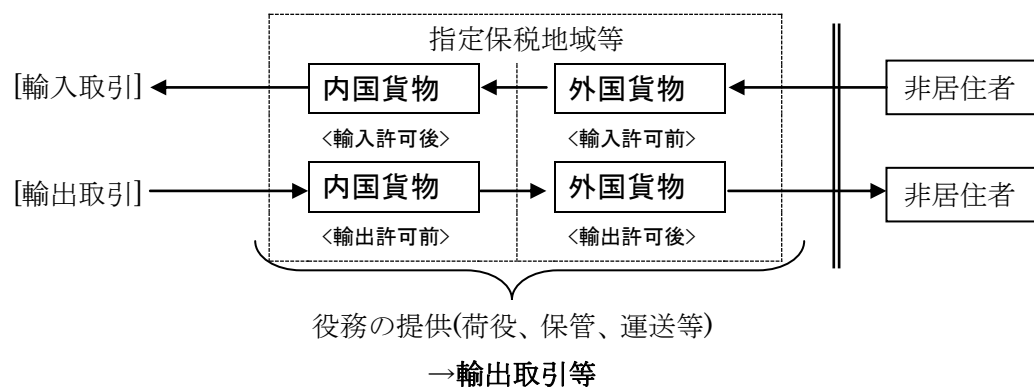 指定保税地域等
[輸入取引] 内国貨物 外国貨物 非居住者
<輸入許可後> <輸入許可前>
[輸出取引] 内国貨物 外国貨物 非居住者
<輸出許可前> <輸出許可後>
役務の提供(荷役、保管、運送等)
→輸出取引等